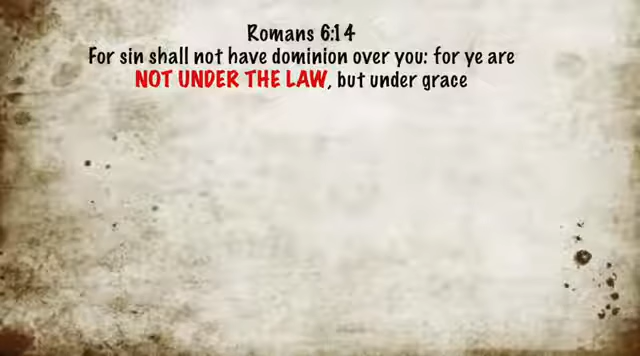 Romans 6:14
For sin shall not have dominion over you: for ye are
NOT UNDER THE LAW, but under grace